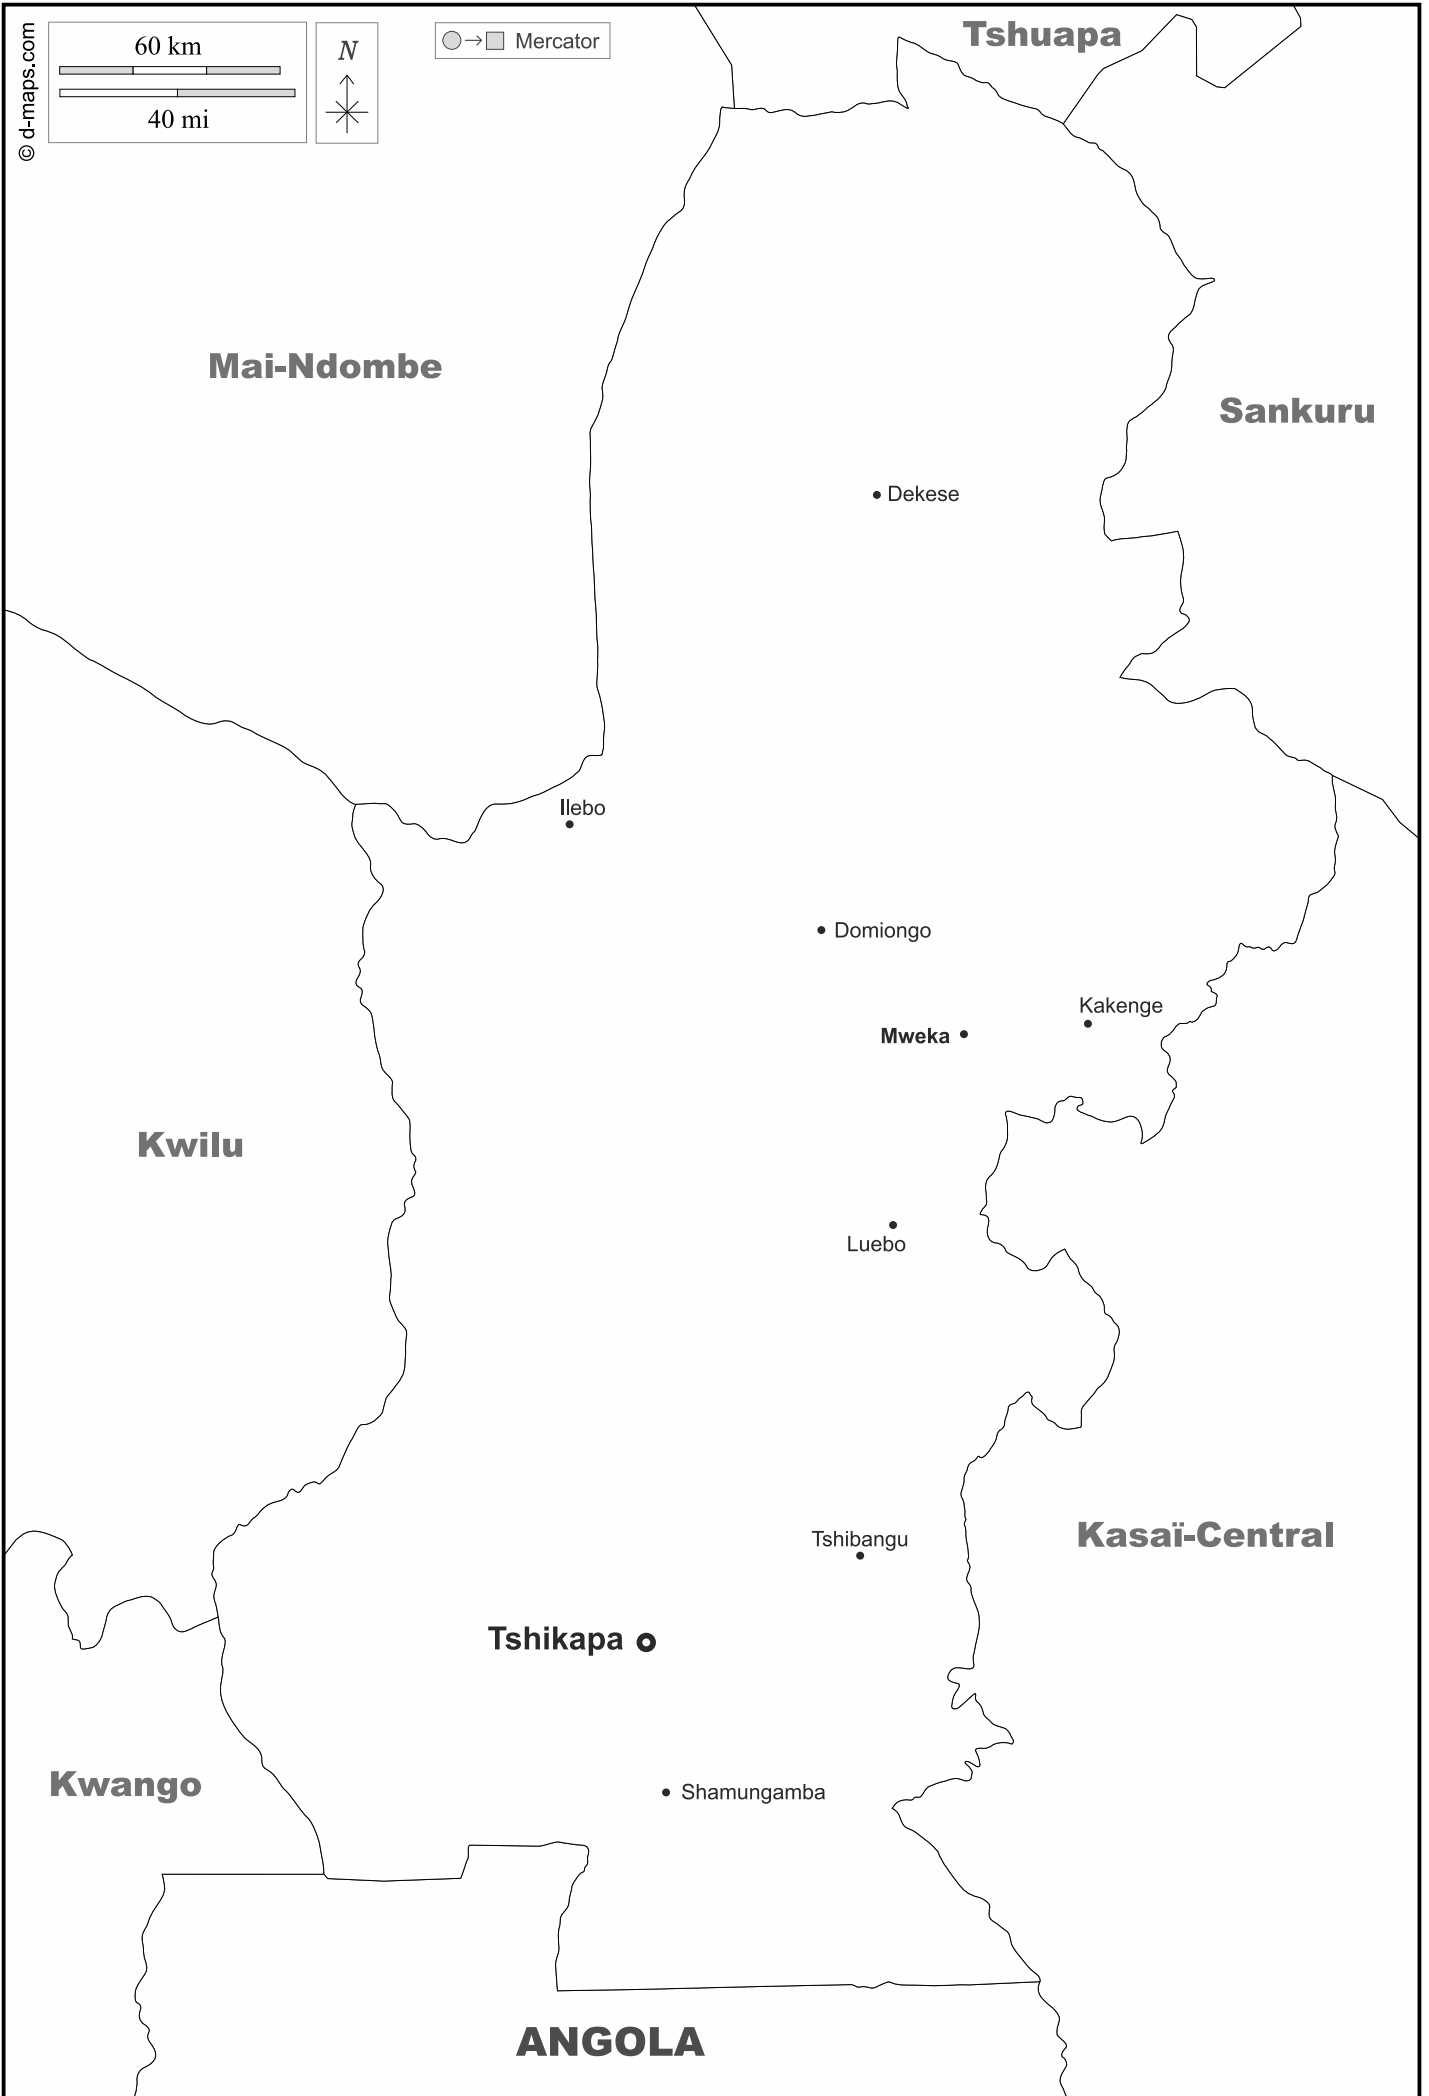 © d-maps.com
60 km
40 mi
N
Mercator
Tshuapa
Mai-Ndombe
Sankuru
Dekese
Ilebo
Domiongo
Kakenge
Mweka
Kwilu
Luebo
Kasaï-Central
Tshibangu
Tshikapa
Kwango
Shamungamba
ANGOLA